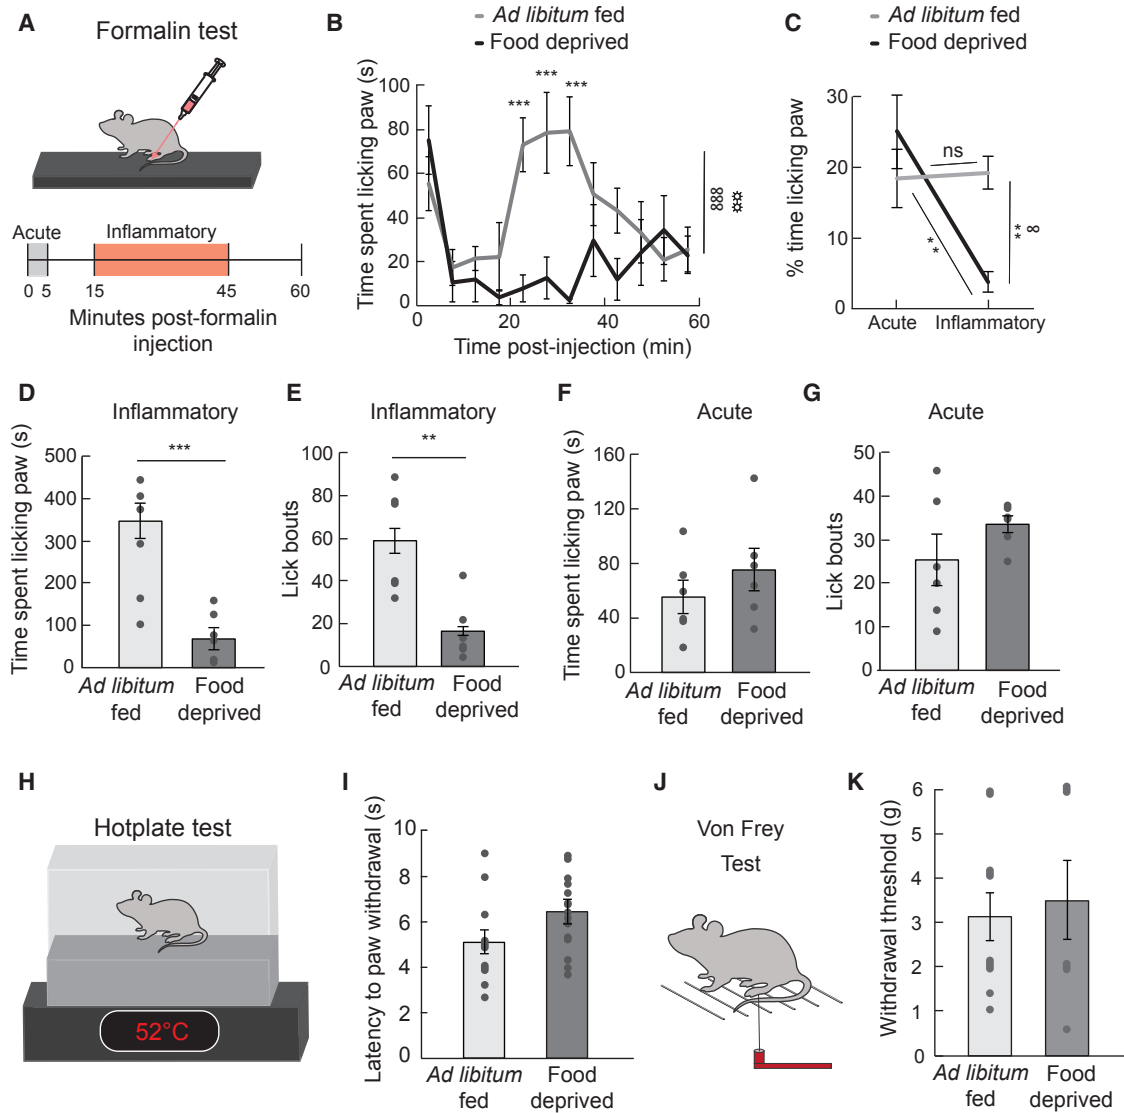 A
Formalin test
Acute
Inflammatory
0 5 15 45 60
Minutes post-formalin
injection
B
Ad libitum fed
Food deprived
Time spent licking paw (s)
100
80
60
40
20
0
***
***
***
0 20 40 60
Time post-injection (min)
∞∞∞
☼☼
C
Ad libitum fed
Food deprived
% time licking paw
30
20
10
0
ns
**
**
∞
Acute Inflammatory
D
Inflammatory
Time spent licking paw (s)
500
400
300
200
100
0
***
Ad libitum
fed
Food
deprived
E
Inflammatory
Lick bouts
100
80
60
40
20
0
**
Ad libitum
fed
Food
deprived
F
Acute
Time spent licking paw (s)
160
120
80
40
0
Ad libitum
fed
Food
deprived
G
Acute
Lick bouts
50
40
30
20
10
0
Ad libitum
fed
Food
deprived
H
Hotplate test
52°C
I
Latency to paw withdrawal (s)
10
8
6
4
2
0
Ad libitum
fed
Food
deprived
J
Von Frey
Test
K
Withdrawal threshold (g)
6
5
4
3
2
1
0
Ad libitum
fed
Food
deprived